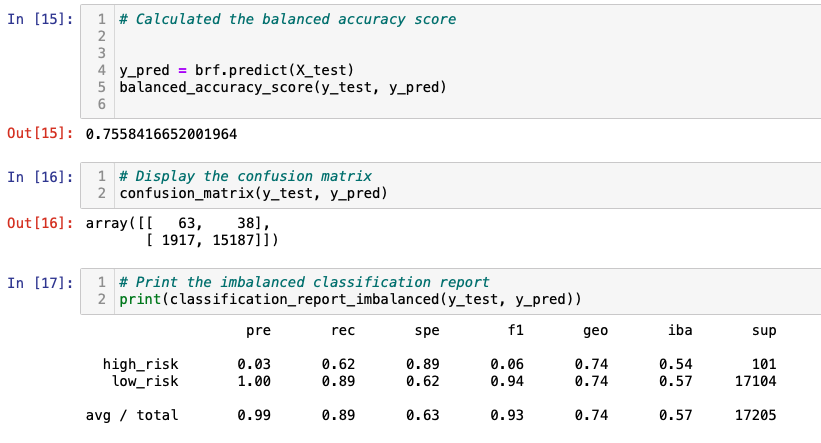 In [15]: 1 # Calculated the balanced accuracy score
2
3
4 y_pred = brf.predict(X_test)
5 balanced_accuracy_score(y_test, y_pred)
6
Out[15]: 0.7558416652001964
In [16]: 1 # Display the confusion matrix
2 confusion_matrix(y_test, y_pred)
Out[16]: array([[   63,    38],
[ 1917, 15187]])
In [17]: 1 # Print the imbalanced classification report
2 print(classification_report_imbalanced(y_test, y_pred))
pre rec spe f1 geo iba sup
high_risk 0.03 0.62 0.89 0.06 0.74 0.54 101
low_risk 1.00 0.89 0.62 0.94 0.74 0.57 17104
avg / total 0.99 0.89 0.63 0.93 0.74 0.57 17205